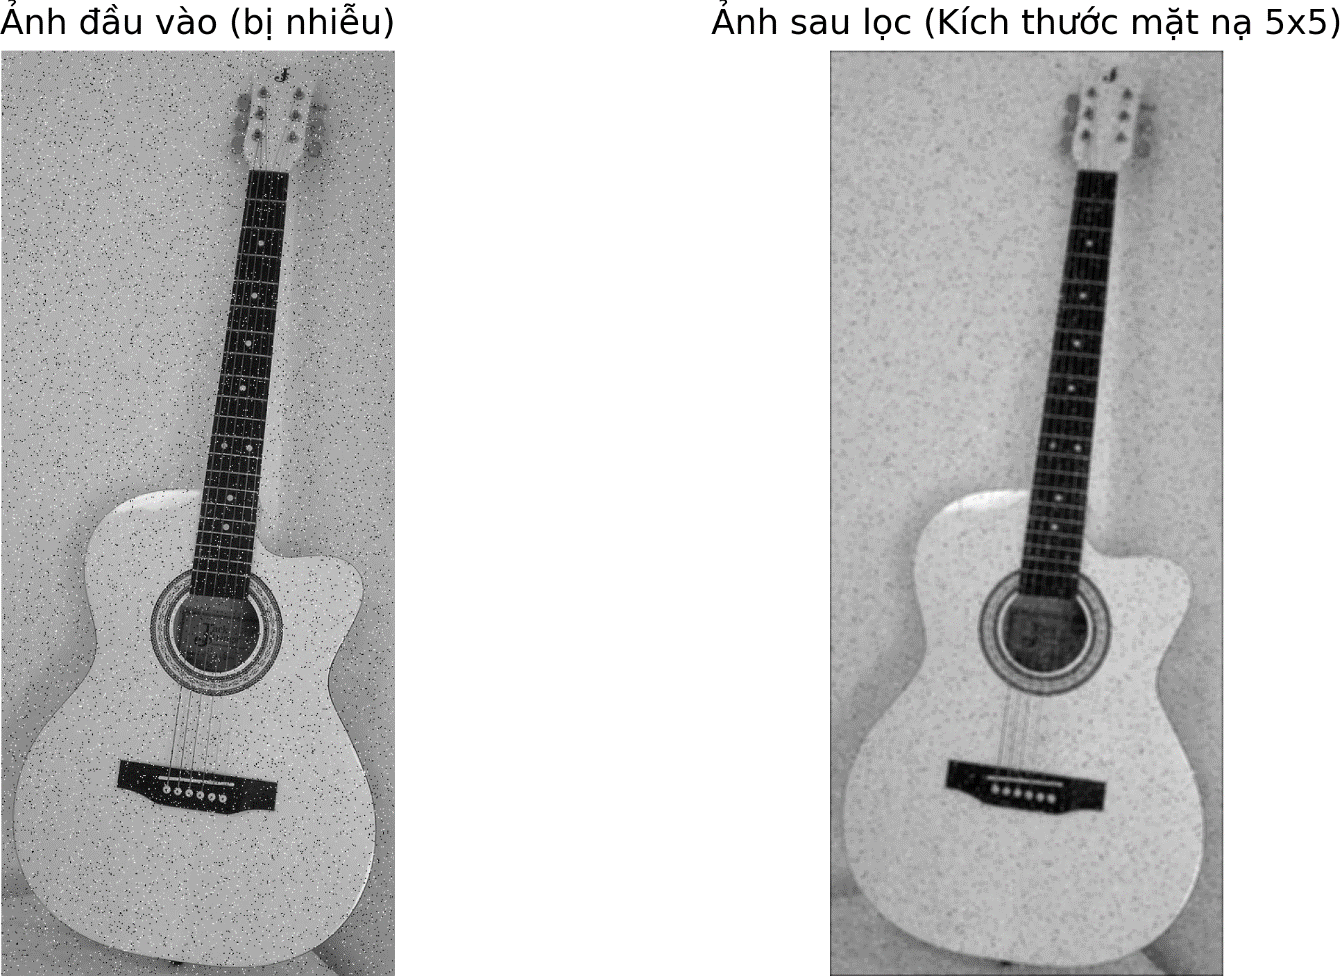 Ảnh đầu vào (bị nhiễu)
Ảnh sau lọc (Kích thước mặt nạ 5x5)